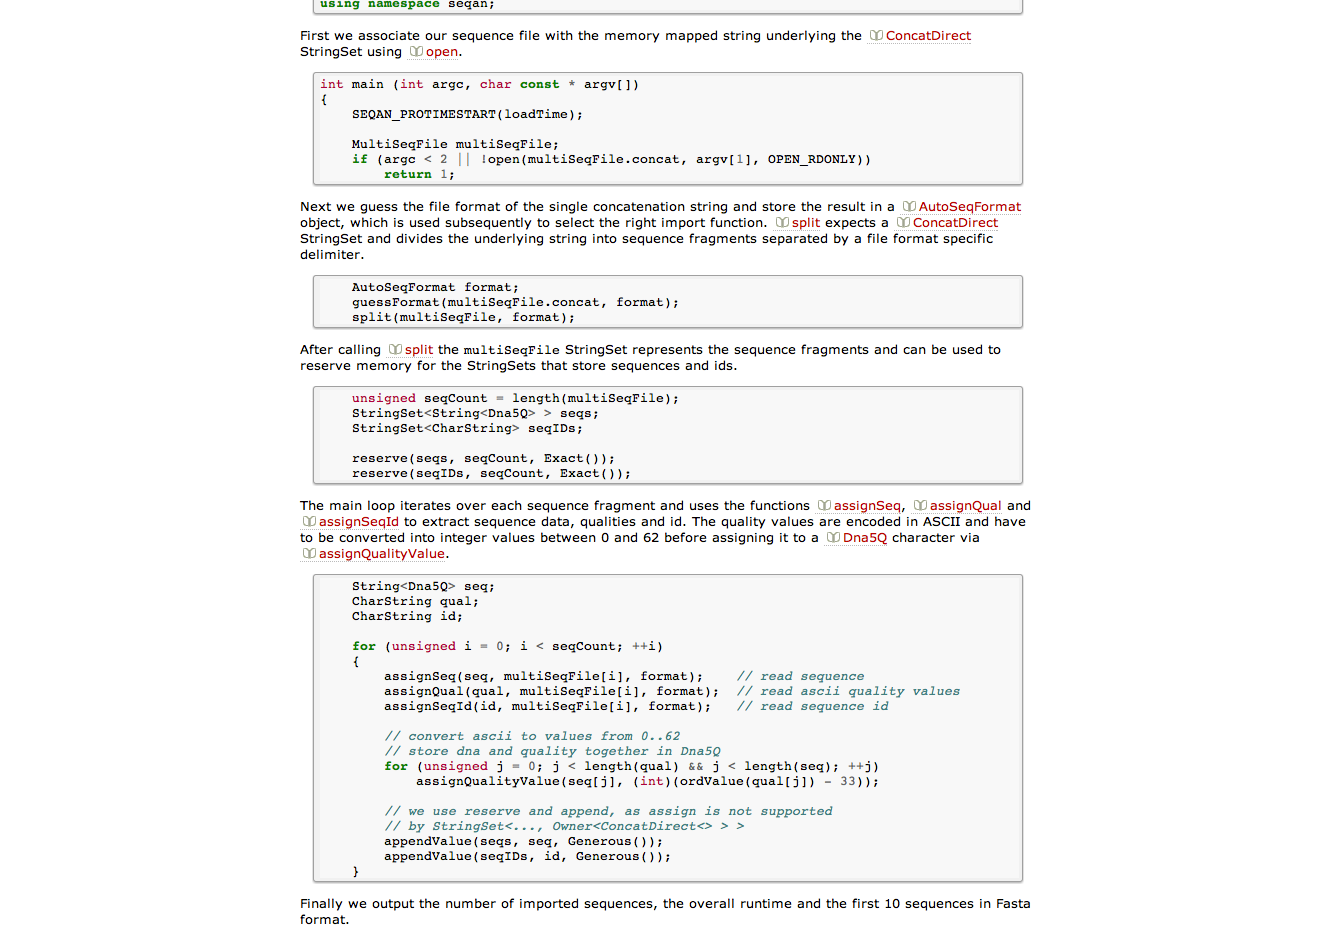 using namespace seqan;
First we associate our sequence file with the memory mapped string underlying the ConcatDirect
StringSet using open.
int main (int argc, char const * argv[])
{
SEQAN_PROTIMESTART(loadTime);
MultiSeqFile multiSeqFile;
if (argc < 2 || !open(multiSeqFile.concat, argv[1], OPEN_RDONLY))
return 1;
Next we guess the file format of the single concatenation string and store the result in a AutoSeqFormat
object, which is used subsequently to select the right import function. split expects a ConcatDirect
StringSet and divides the underlying string into sequence fragments separated by a file format specific
delimiter.
AutoSeqFormat format;
guessFormat(multiSeqFile.concat, format);
split(multiSeqFile, format);
After calling split the multiSeqFile StringSet represents the sequence fragments and can be used to
reserve memory for the StringSets that store sequences and ids.
unsigned seqCount = length(multiSeqFile);
StringSet<String<Dna5Q> > seqs;
StringSet<CharString> seqIDs;
reserve(seqs, seqCount, Exact());
reserve(seqIDs, seqCount, Exact());
The main loop iterates over each sequence fragment and uses the functions assignSeq, assignQual and
assignSeqId to extract sequence data, qualities and id. The quality values are encoded in ASCII and have
to be converted into integer values between 0 and 62 before assigning it to a Dna5Q character via
assignQualityValue.
String<Dna5Q> seq;
CharString qual;
CharString id;
for (unsigned i = 0; i < seqCount; ++i)
{
assignSeq(seq, multiSeqFile[i], format); // read sequence
assignQual(qual, multiSeqFile[i], format); // read ascii quality values
assignSeqId(id, multiSeqFile[i], format); // read sequence id
// convert ascii to values from 0..62
// store dna and quality together in Dna5Q
for (unsigned j = 0; j < length(qual) && j < length(seq); ++j)
assignQualityValue(seq[j], (int)(ordValue(qual[j]) - 33));
// we use reserve and append, as assign is not supported
// by StringSet<..., Owner<ConcatDirect<> > >
appendValue(seqs, seq, Generous());
appendValue(seqIDs, id, Generous());
}
Finally we output the number of imported sequences, the overall runtime and the first 10 sequences in Fasta
format.